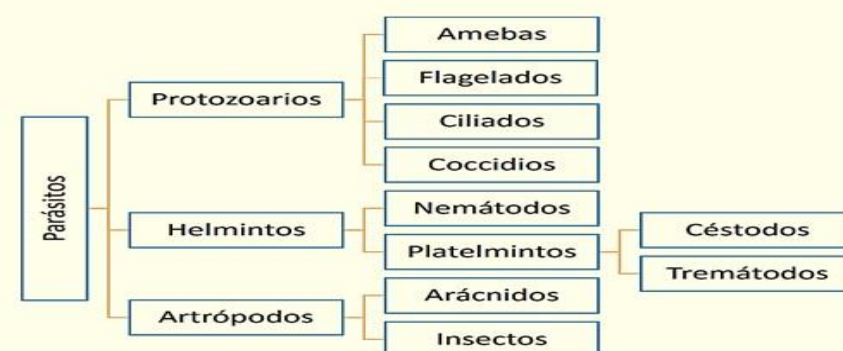 Parásitos
Protozoarios
Amebas
Flagelados
Ciliados
Coccidios
Helmintos
Nemátodos
Platelmintos
Céstodos
Tremátodos
Artrópodos
Arácnidos
Insectos